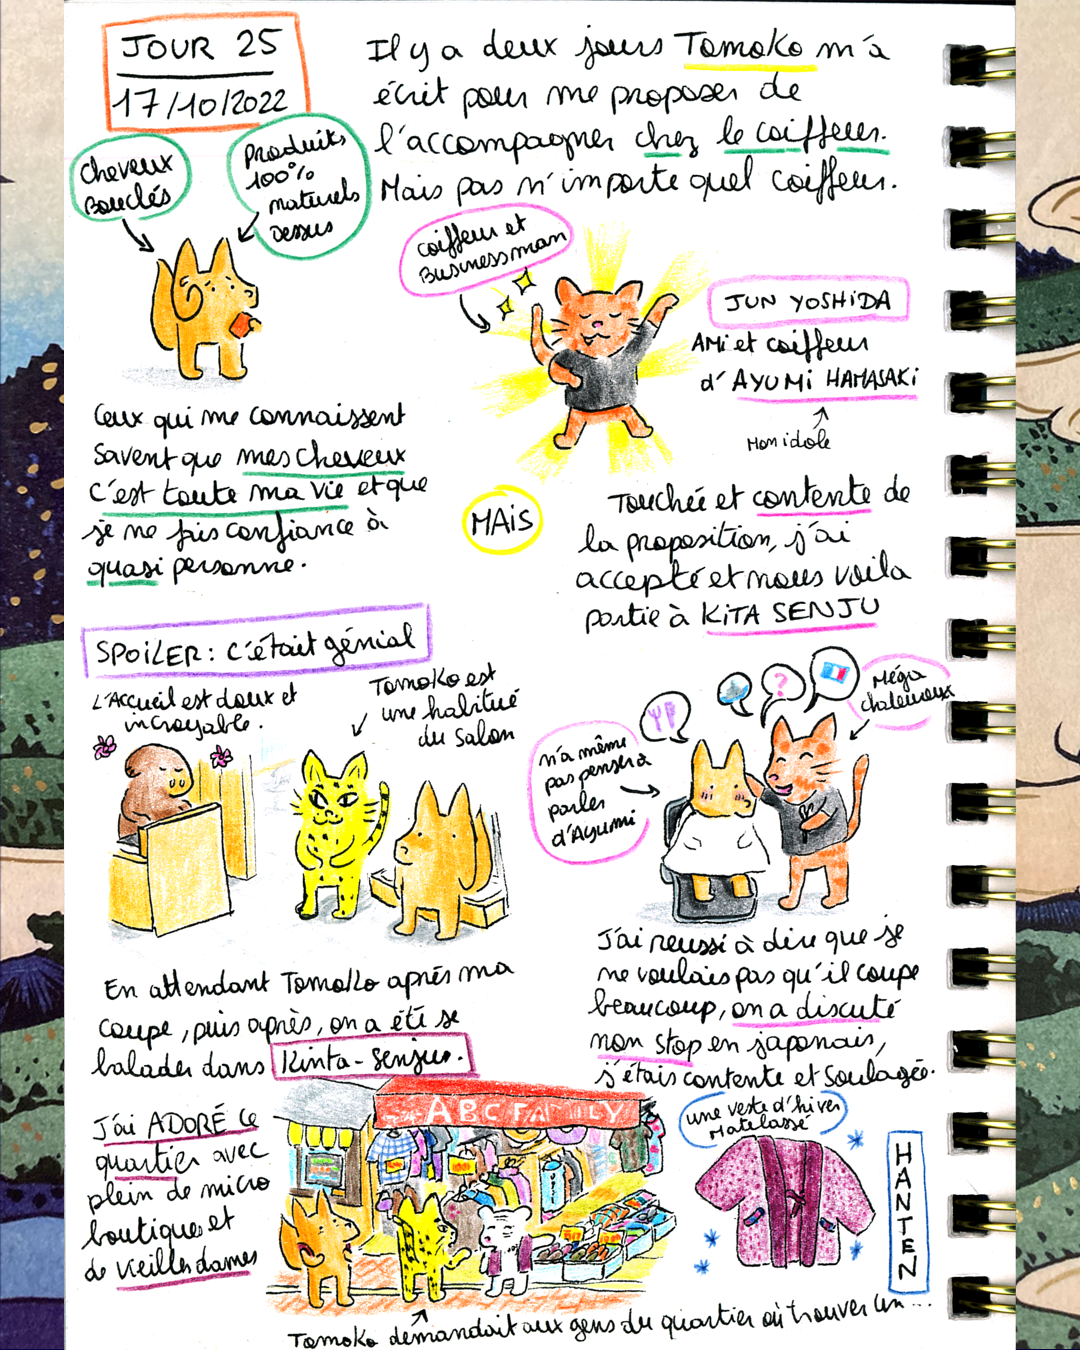 JOUR 25
17/10/2022
Il y a deux jours Tomoko m'a
écrit pour me proposer de
l'accompagner chez le coiffeur.
Mais pas n'importe quel coiffeur.
Cheveux
Bouclés
Produits
100%
naturels
Dessus
Coiffeur et
Businessman
JUN YOSHIDA
AMi et coiffeur
d'AYUMI HAMASAKI
Mon idole
Ceux qui me connaissent
savent que mes cheveux
c'est toute ma vie et que
je ne fais confiance à
quasi personne.
MAiS
Touchée et contente de
la proposition, j'ai
accepté et nous voila
partie à KITA SENJU
SPOiLER : C'était génial
L'Accueil est doux et
incroyable.
Tomoko est
une habitué
du salon
?
Méga
chaleureux
n'a même
pas penser à
parler
d'Ayumi
J'ai reussi à dire que je
ne voulais pas qu'il coupe
beaucoup, on a discuté
non stop en japonais,
j'étais contente et soulagée.
En attendant Tomoko après ma
coupe, puis après, on a été se
balader dans Kinta-Senjuu.
J'ai ADORÉ ce
quartier avec
plein de micro
boutiques et
de vieilles dames
ABC FAMILY
une veste d'hiver
Matelassé
HANTEN
Tomoko demandait aux gens du quartier où trouver un...